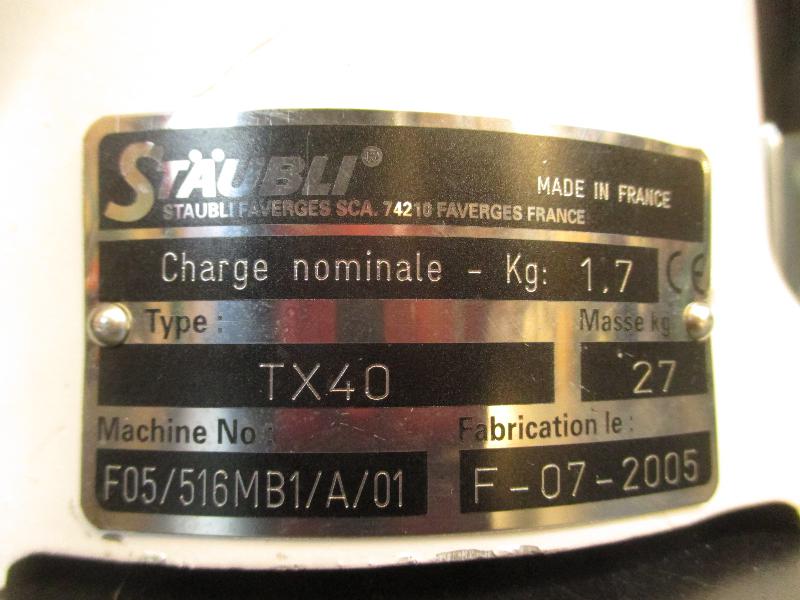 STÄUBLI®
MADE IN FRANCE
STAUBLI FAVERGES SCA. 74210 FAVERGES FRANCE
Charge nominale - Kg: 1.7 CE
Type : Masse kg
TX40 27
Machine No : Fabrication le :
F05/516MB1/A/01 F-07-2005